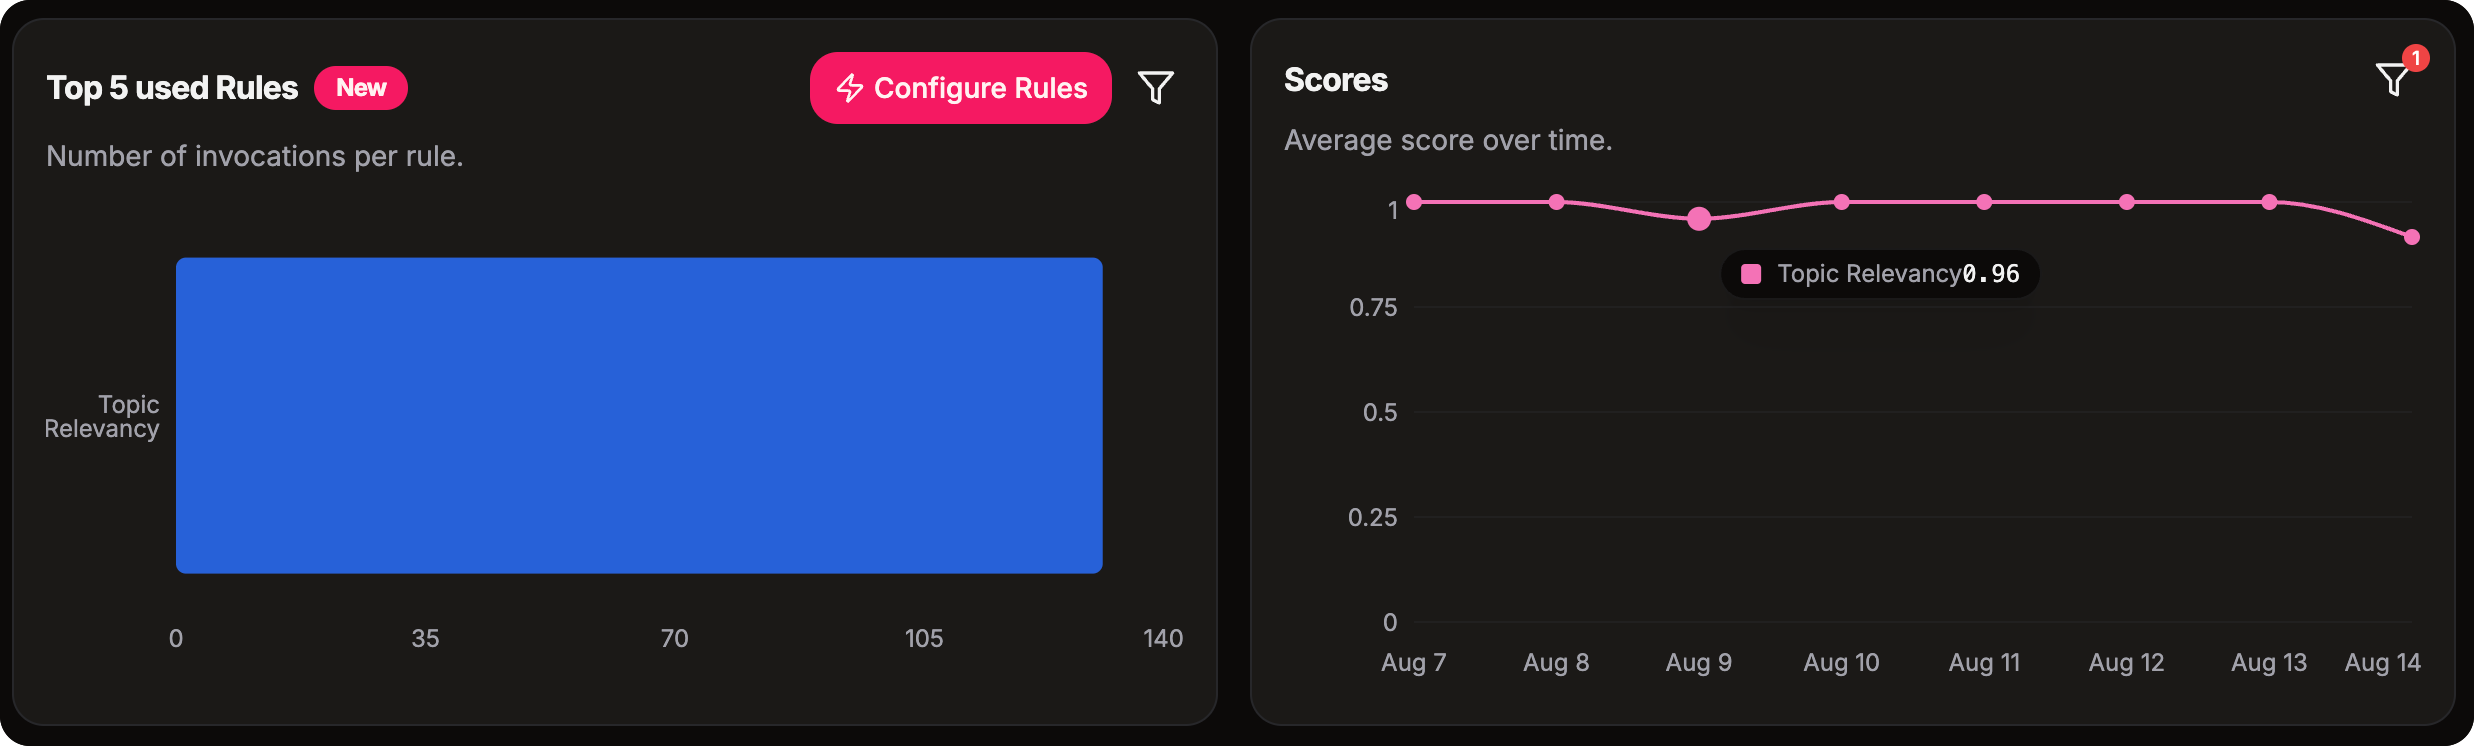 Top 5 used Rules
New
Configure Rules
Number of invocations per rule.
Topic
Relevancy
0
35
70
105
140
Scores
1
Average score over time.
1
0.75
0.5
0.25
0
Topic Relevancy0.96
Aug 7
Aug 8
Aug 9
Aug 10
Aug 11
Aug 12
Aug 13
Aug 14